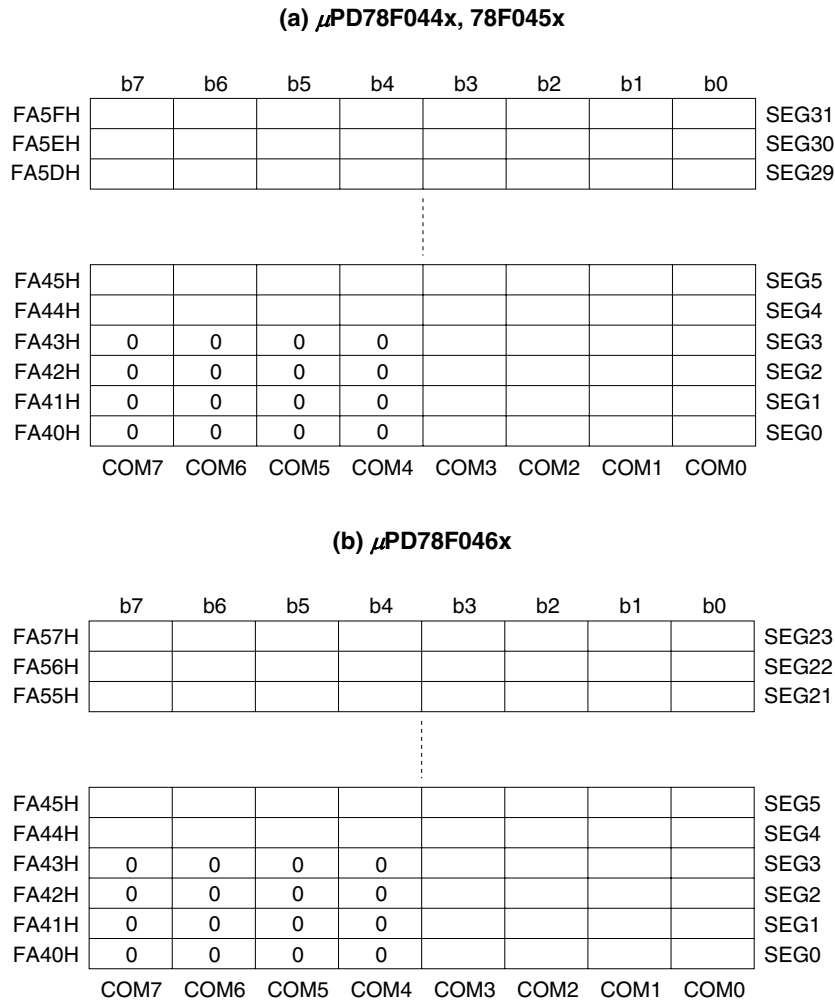 (a) μPD78F044x, 78F045x
b7 b6 b5 b4 b3 b2 b1 b0
FA5FH SEG31
FA5EH SEG30
FA5DH SEG29
FA45H SEG5
FA44H SEG4
FA43H 0 0 0 0 SEG3
FA42H 0 0 0 0 SEG2
FA41H 0 0 0 0 SEG1
FA40H 0 0 0 0 SEG0
COM7 COM6 COM5 COM4 COM3 COM2 COM1 COM0
(b) μPD78F046x
b7 b6 b5 b4 b3 b2 b1 b0
FA57H SEG23
FA56H SEG22
FA55H SEG21
FA45H SEG5
FA44H SEG4
FA43H 0 0 0 0 SEG3
FA42H 0 0 0 0 SEG2
FA41H 0 0 0 0 SEG1
FA40H 0 0 0 0 SEG0
COM7 COM6 COM5 COM4 COM3 COM2 COM1 COM0